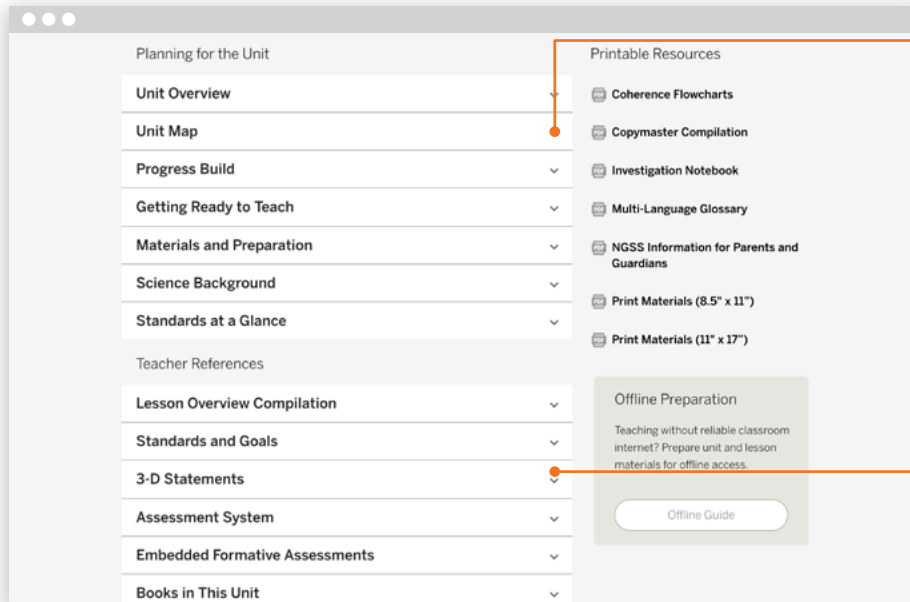 Planning for the Unit
Unit Overview
Unit Map
Progress Build
Getting Ready to Teach
Materials and Preparation
Science Background
Standards at a Glance
Teacher References
Lesson Overview Compilation
Standards and Goals
3-D Statements
Assessment System
Embedded Formative Assessments
Books in This Unit
Printable Resources
Coherence Flowcharts
Copymaster Compilation
Investigation Notebook
Multi-Language Glossary
NGSS Information for Parents and
Guardians
Print Materials (8.5" x 11")
Print Materials (11" x 17")
Offline Preparation
Teaching without reliable classroom
internet? Prepare unit and lesson
materials for offline access.
Offline Guide